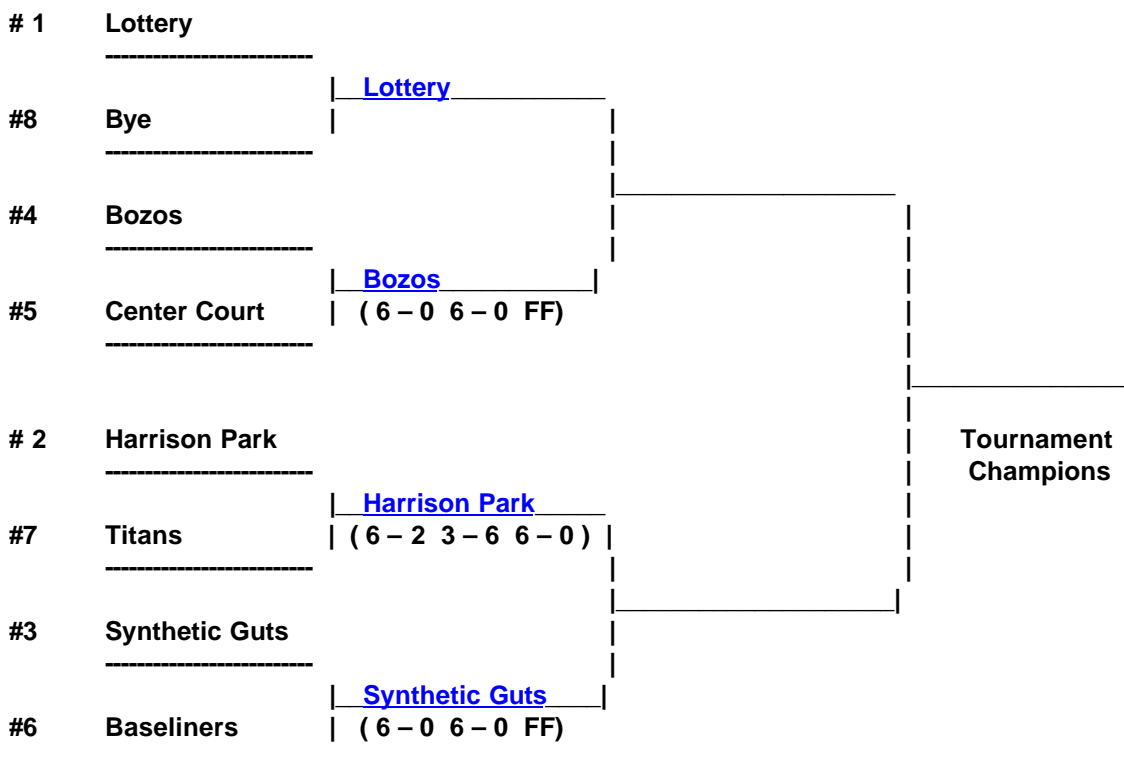 # 1 Lottery
Lottery
#8 Bye
#4 Bozos
Bozos
#5 Center Court ( 6 – 0 6 – 0 FF)
# 2 Harrison Park Tournament
Champions
Harrison Park
#7 Titans ( 6 – 2 3 – 6 6 – 0 )
#3 Synthetic Guts
Synthetic Guts
#6 Baseliners ( 6 – 0 6 – 0 FF)